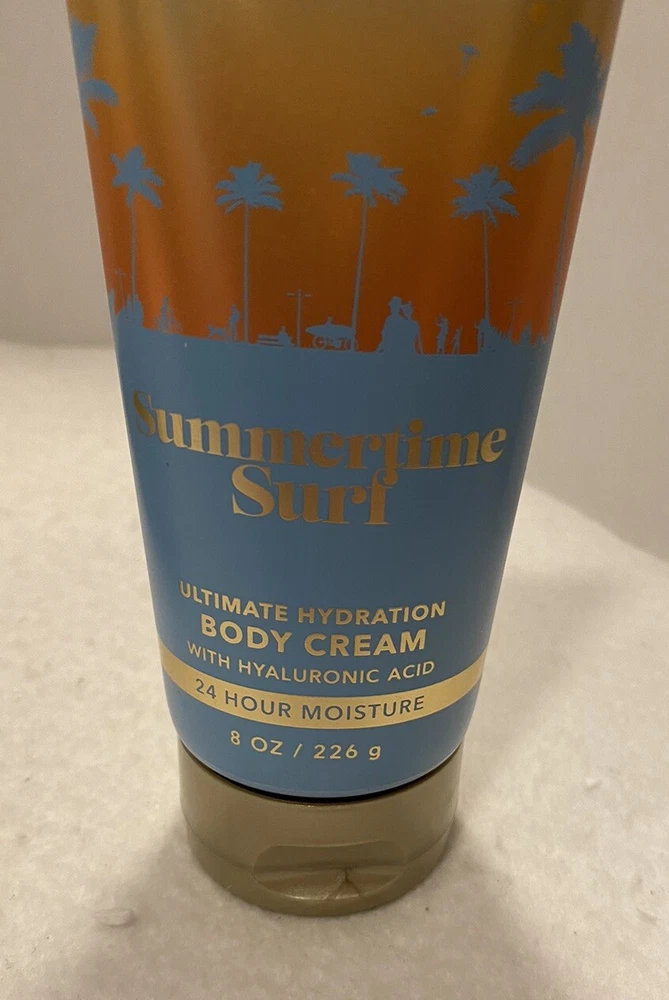 Summertime
Surf
ULTIMATE HYDRATION
BODY CREAM
WITH HYALURONIC ACID
24 HOUR MOISTURE
8 OZ / 226 g